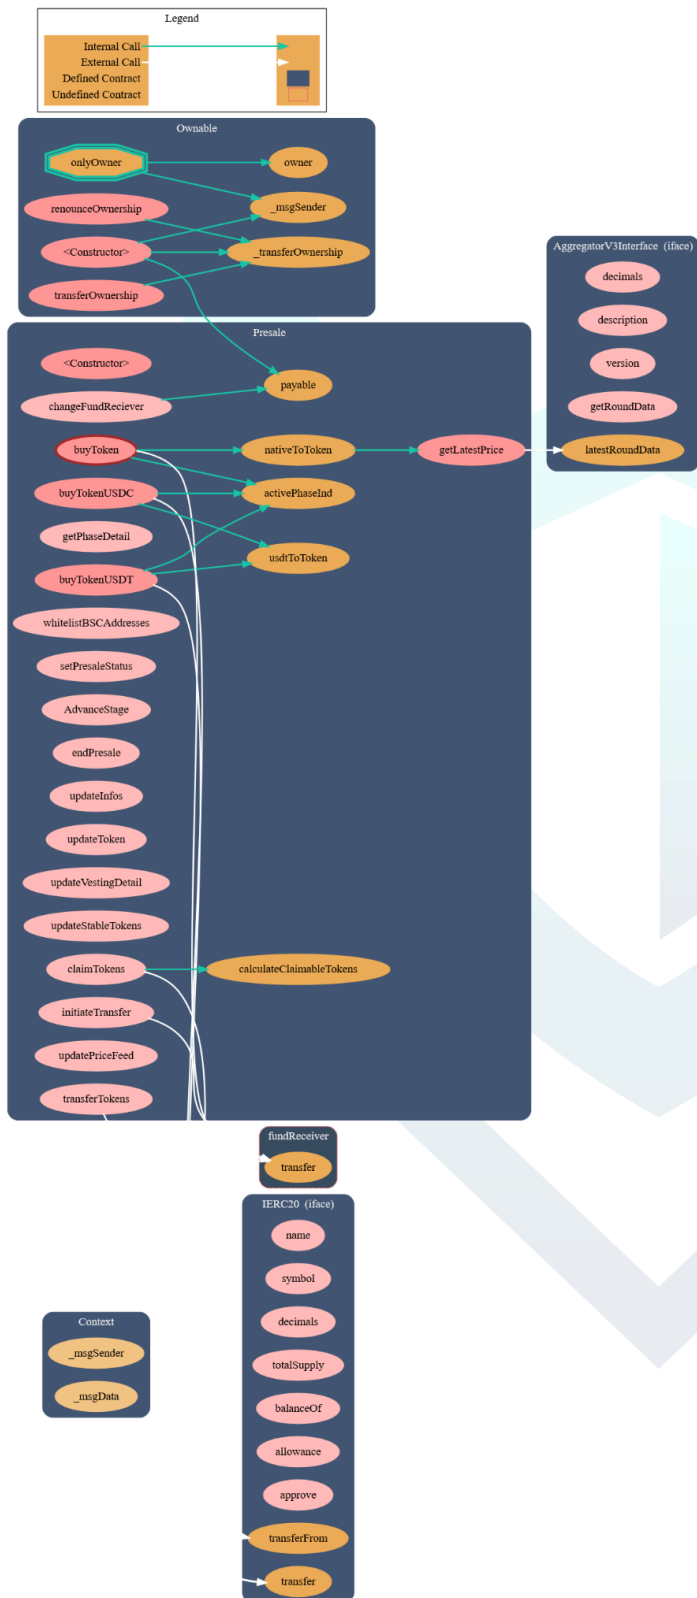 Legend
Internal Call
External Call
Defined Contract
Undefined Contract
Ownable
onlyOwner
owner
renounceOwnership
_msgSender
<Constructor>
_transferOwnership
transferOwnership
AggregatorV3Interface (iface)
decimals
description
version
getRoundData
latestRoundData
Presale
<Constructor>
changeFundReciever
payable
buyToken
nativeToToken
getLatestPrice
buyTokenUSDC
activePhaseInd
getPhaseDetail
usdtToToken
buyTokenUSDT
whitelistBSCAddresses
setPresaleStatus
AdvanceStage
endPresale
updateInfos
updateToken
updateVestingDetail
updateStableTokens
claimTokens
calculateClaimableTokens
initiateTransfer
updatePriceFeed
transferTokens
fundReceiver
transfer
IERC20 (iface)
name
symbol
decimals
totalSupply
balanceOf
allowance
approve
transferFrom
transfer
Context
_msgSender
_msgData